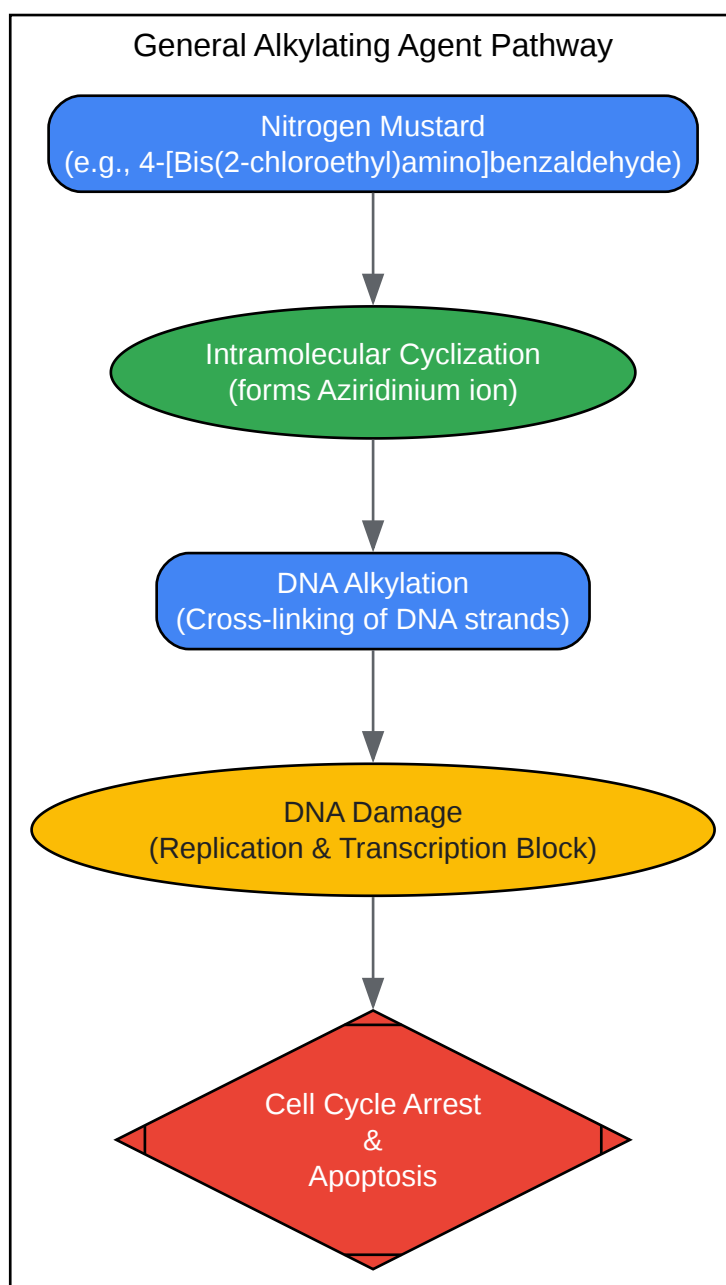 General Alkylating Agent Pathway
Nitrogen Mustard
(e.g., 4-[Bis(2-chloroethyl)amino]benzaldehyde)
Intramolecular Cyclization
(forms Aziridinium ion)
DNA Alkylation
(Cross-linking of DNA strands)
DNA Damage
(Replication & Transcription Block)
Cell Cycle Arrest
&
Apoptosis